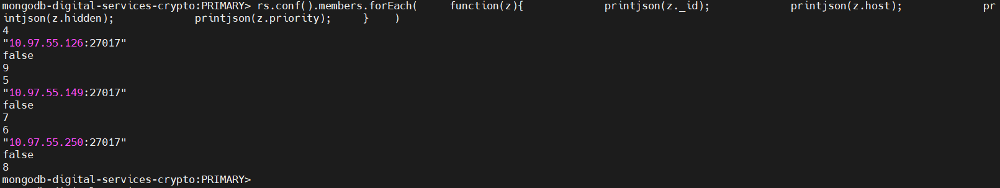 mongodb-digital-services-crypto:PRIMARY> rs.conf().members.forEach(     function(z){             printjson(z._id);             printjson(z.host);             pr
intjson(z.hidden);             printjson(z.priority);     }    )
4
"10.97.55.126:27017"
false
9
5
"10.97.55.149:27017"
false
7
6
"10.97.55.250:27017"
false
8
mongodb-digital-services-crypto:PRIMARY>